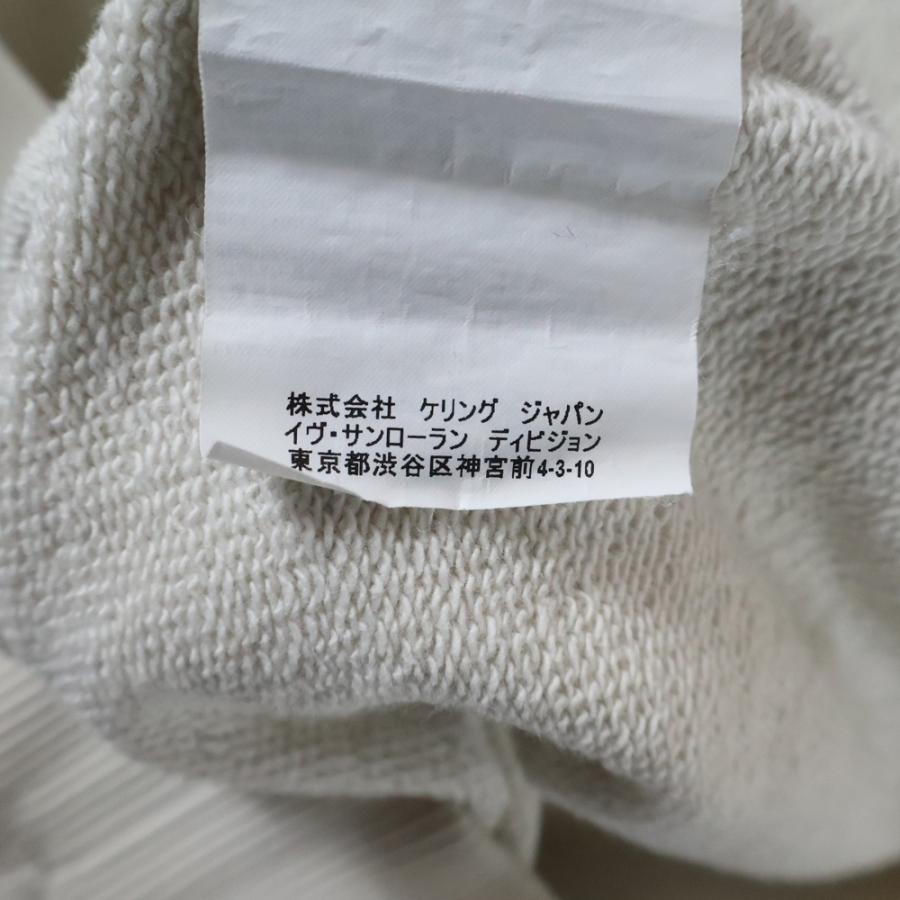 株式会社 ケリング ジャパン
イヴ・サンローラン ディビジョン
東京都渋谷区神宮前4-3-10